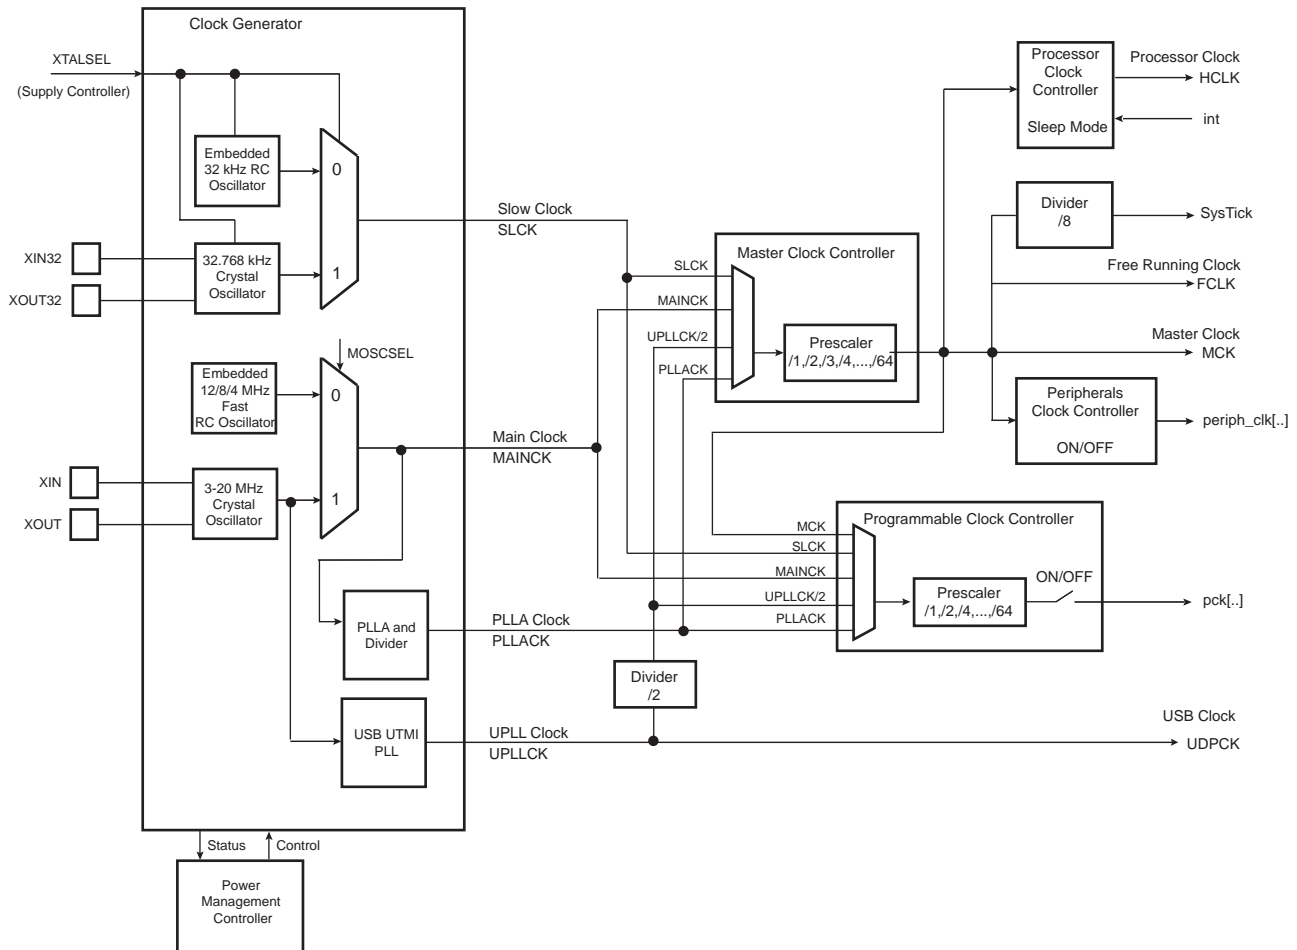 Clock Generator
XTALSEL
(Supply Controller)
Embedded
32 kHz RC
Oscillator
0
1
XIN32
XOUT32
32.768 kHz
Crystal
Oscillator
Slow Clock
SLCK
MOSCSEL
Embedded
12/8/4 MHz
Fast
RC Oscillator
0
1
XIN
XOUT
3-20 MHz
Crystal
Oscillator
Main Clock
MAINCK
PLLA and
Divider
PLLA Clock
PLLACK
USB UTMI
PLL
UPLL Clock
UPLLCK
Divider
/2
Status
Control
Power
Management
Controller
Master Clock Controller
SLCK
MAINCK
UPLLCK/2
PLLACK
Prescaler
/1,/2,/3,/4,...,/64
Processor
Clock
Controller
Sleep Mode
Processor Clock
HCLK
int
Divider
/8
SysTick
Free Running Clock
FCLK
Master Clock
MCK
Peripherals
Clock Controller
ON/OFF
periph_clk[..]
Programmable Clock Controller
MCK
SLCK
MAINCK
UPLLCK/2
PLLACK
Prescaler
/1,/2,/4,...,/64
ON/OFF
pck[..]
USB Clock
UDPCK